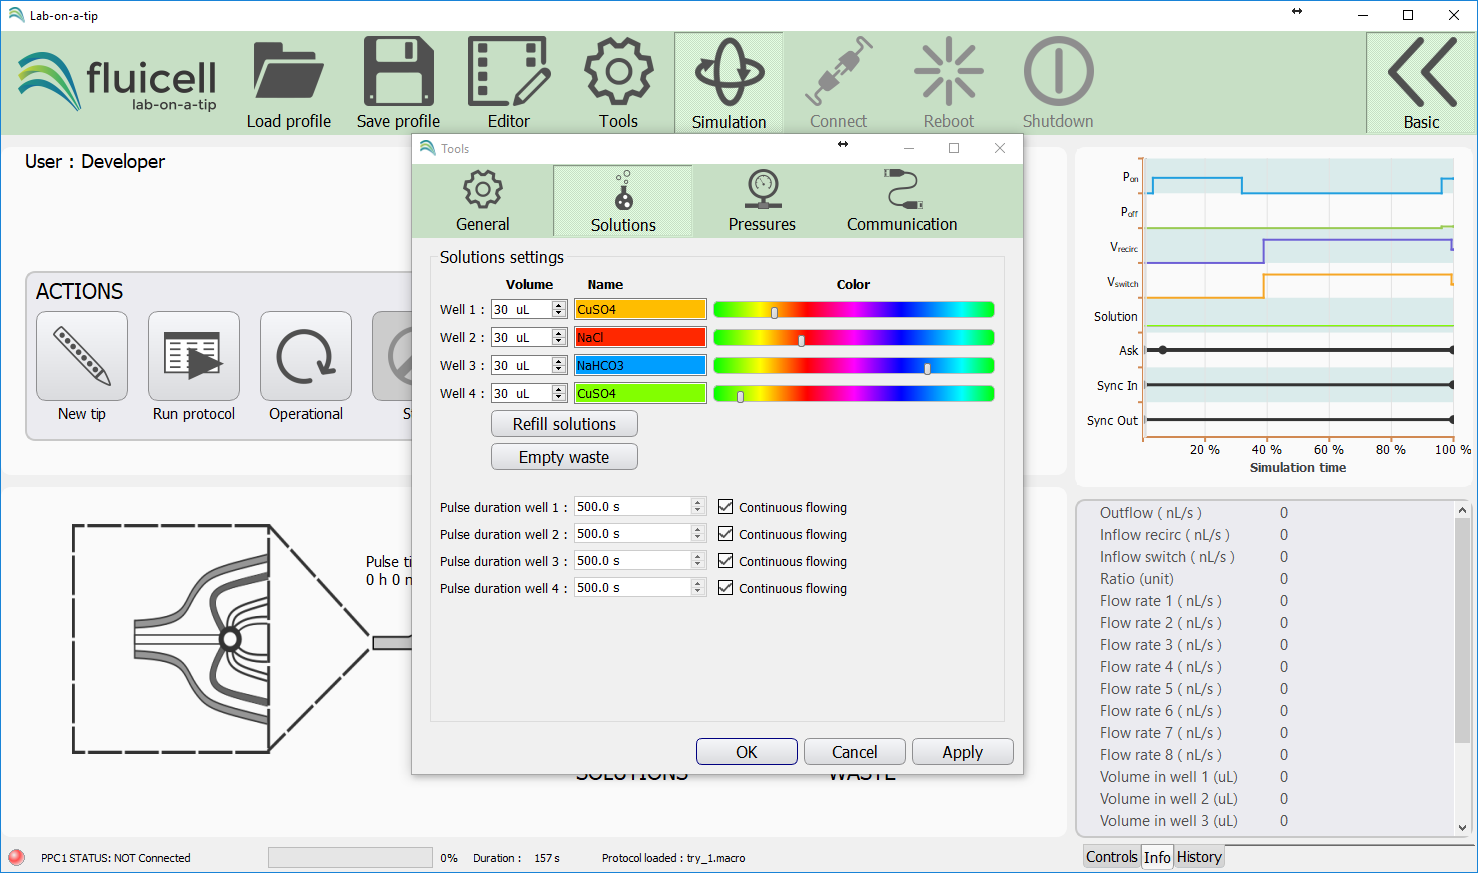 Lab-on-a-tip
fluicell
lab-on-a-tip
Load profile
Save profile
Editor
Tools
Simulation
Connect
Reboot
Shutdown
Basic
User : Developer
ACTIONS
New tip
Run protocol
Operational
Pulse ti
0 h 0 m
SOLUTIONS
WASTE
Tools
General
Solutions
Pressures
Communication
Solutions settings
Volume Name Color
Well 1 : 30 uL CuSO4
Well 2 : 30 uL NaCl
Well 3 : 30 uL NaHCO3
Well 4 : 30 uL CuSO4
Refill solutions
Empty waste
Pulse duration well 1 : 500.0 s Continuous flowing
Pulse duration well 2 : 500.0 s Continuous flowing
Pulse duration well 3 : 500.0 s Continuous flowing
Pulse duration well 4 : 500.0 s Continuous flowing
OK Cancel Apply
Pon
Poff
Vrecirc
Vswitch
Solution
Ask
Sync In
Sync Out
20 % 40 % 60 % 80 % 100 %
Simulation time
Outflow ( nL/s ) 0
Inflow recirc ( nL/s ) 0
Inflow switch ( nL/s ) 0
Ratio (unit) 0
Flow rate 1 ( nL/s ) 0
Flow rate 2 ( nL/s ) 0
Flow rate 3 ( nL/s ) 0
Flow rate 4 ( nL/s ) 0
Flow rate 5 ( nL/s ) 0
Flow rate 6 ( nL/s ) 0
Flow rate 7 ( nL/s ) 0
Flow rate 8 ( nL/s ) 0
Volume in well 1 (uL) 0
Volume in well 2 (uL) 0
Volume in well 3 (uL) 0
Controls Info History
PPC1 STATUS: NOT Connected 0% Duration : 157 s Protocol loaded : try_1.macro